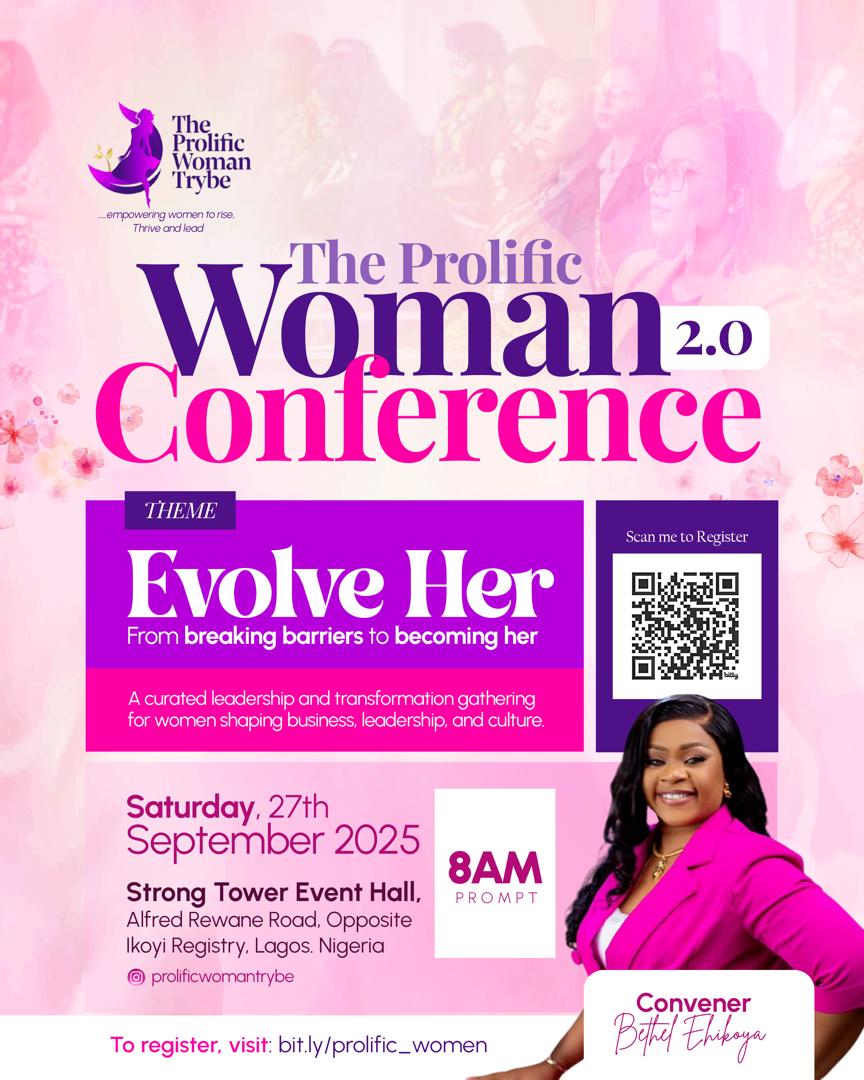 The
Prolific
Woman
Trybe
.....empowering women to rise,
Thrive and lead
The Prolific
Woman 2.0
Conference
THEME
Evolve Her
From breaking barriers to becoming her
A curated leadership and transformation gathering
for women shaping business, leadership, and culture.
Scan me to Register
bitly
Saturday, 27th
September 2025
8AM
PROMPT
Strong Tower Event Hall,
Alfred Rewane Road, Opposite
Ikoyi Registry, Lagos. Nigeria
prolificwomantrybe
Convener
Bethel Ehikoya
To register, visit: bit.ly/prolific_women